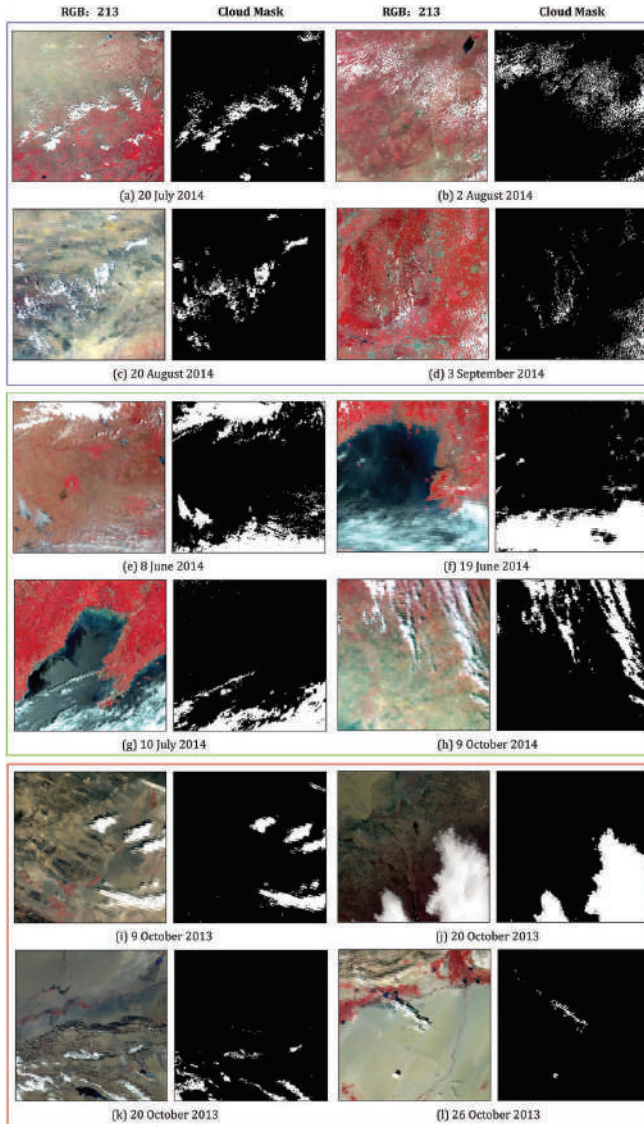 RGB: 213 Cloud Mask RGB: 213 Cloud Mask
(a) 20 July 2014 (b) 2 August 2014
(c) 20 August 2014 (d) 3 September 2014
(e) 8 June 2014 (f) 19 June 2014
(g) 10 July 2014 (h) 9 October 2014
(i) 9 October 2013 (j) 20 October 2013
(k) 20 October 2013 (l) 26 October 2013